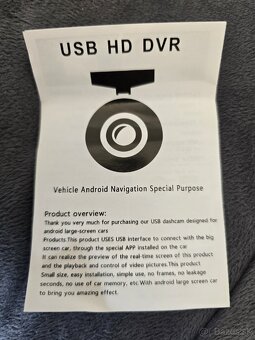 USB HD DVR
Vehicle Android Navigation Special Purpose
Product overview:
Thank you very much for purchasing our USB dashcam designed for
android large-screen cars
Products.This product USES USB interface to connect with the big
screen car, through the special APP installed on the car
It can realize the preview of the real-time screen of this product
and the playback and control of video pictures.This product
Small size, easy installation, simple use, no frames, no leakage
seconds, no use of car memory, etc.With android large screen car
to bring you amazing effect.